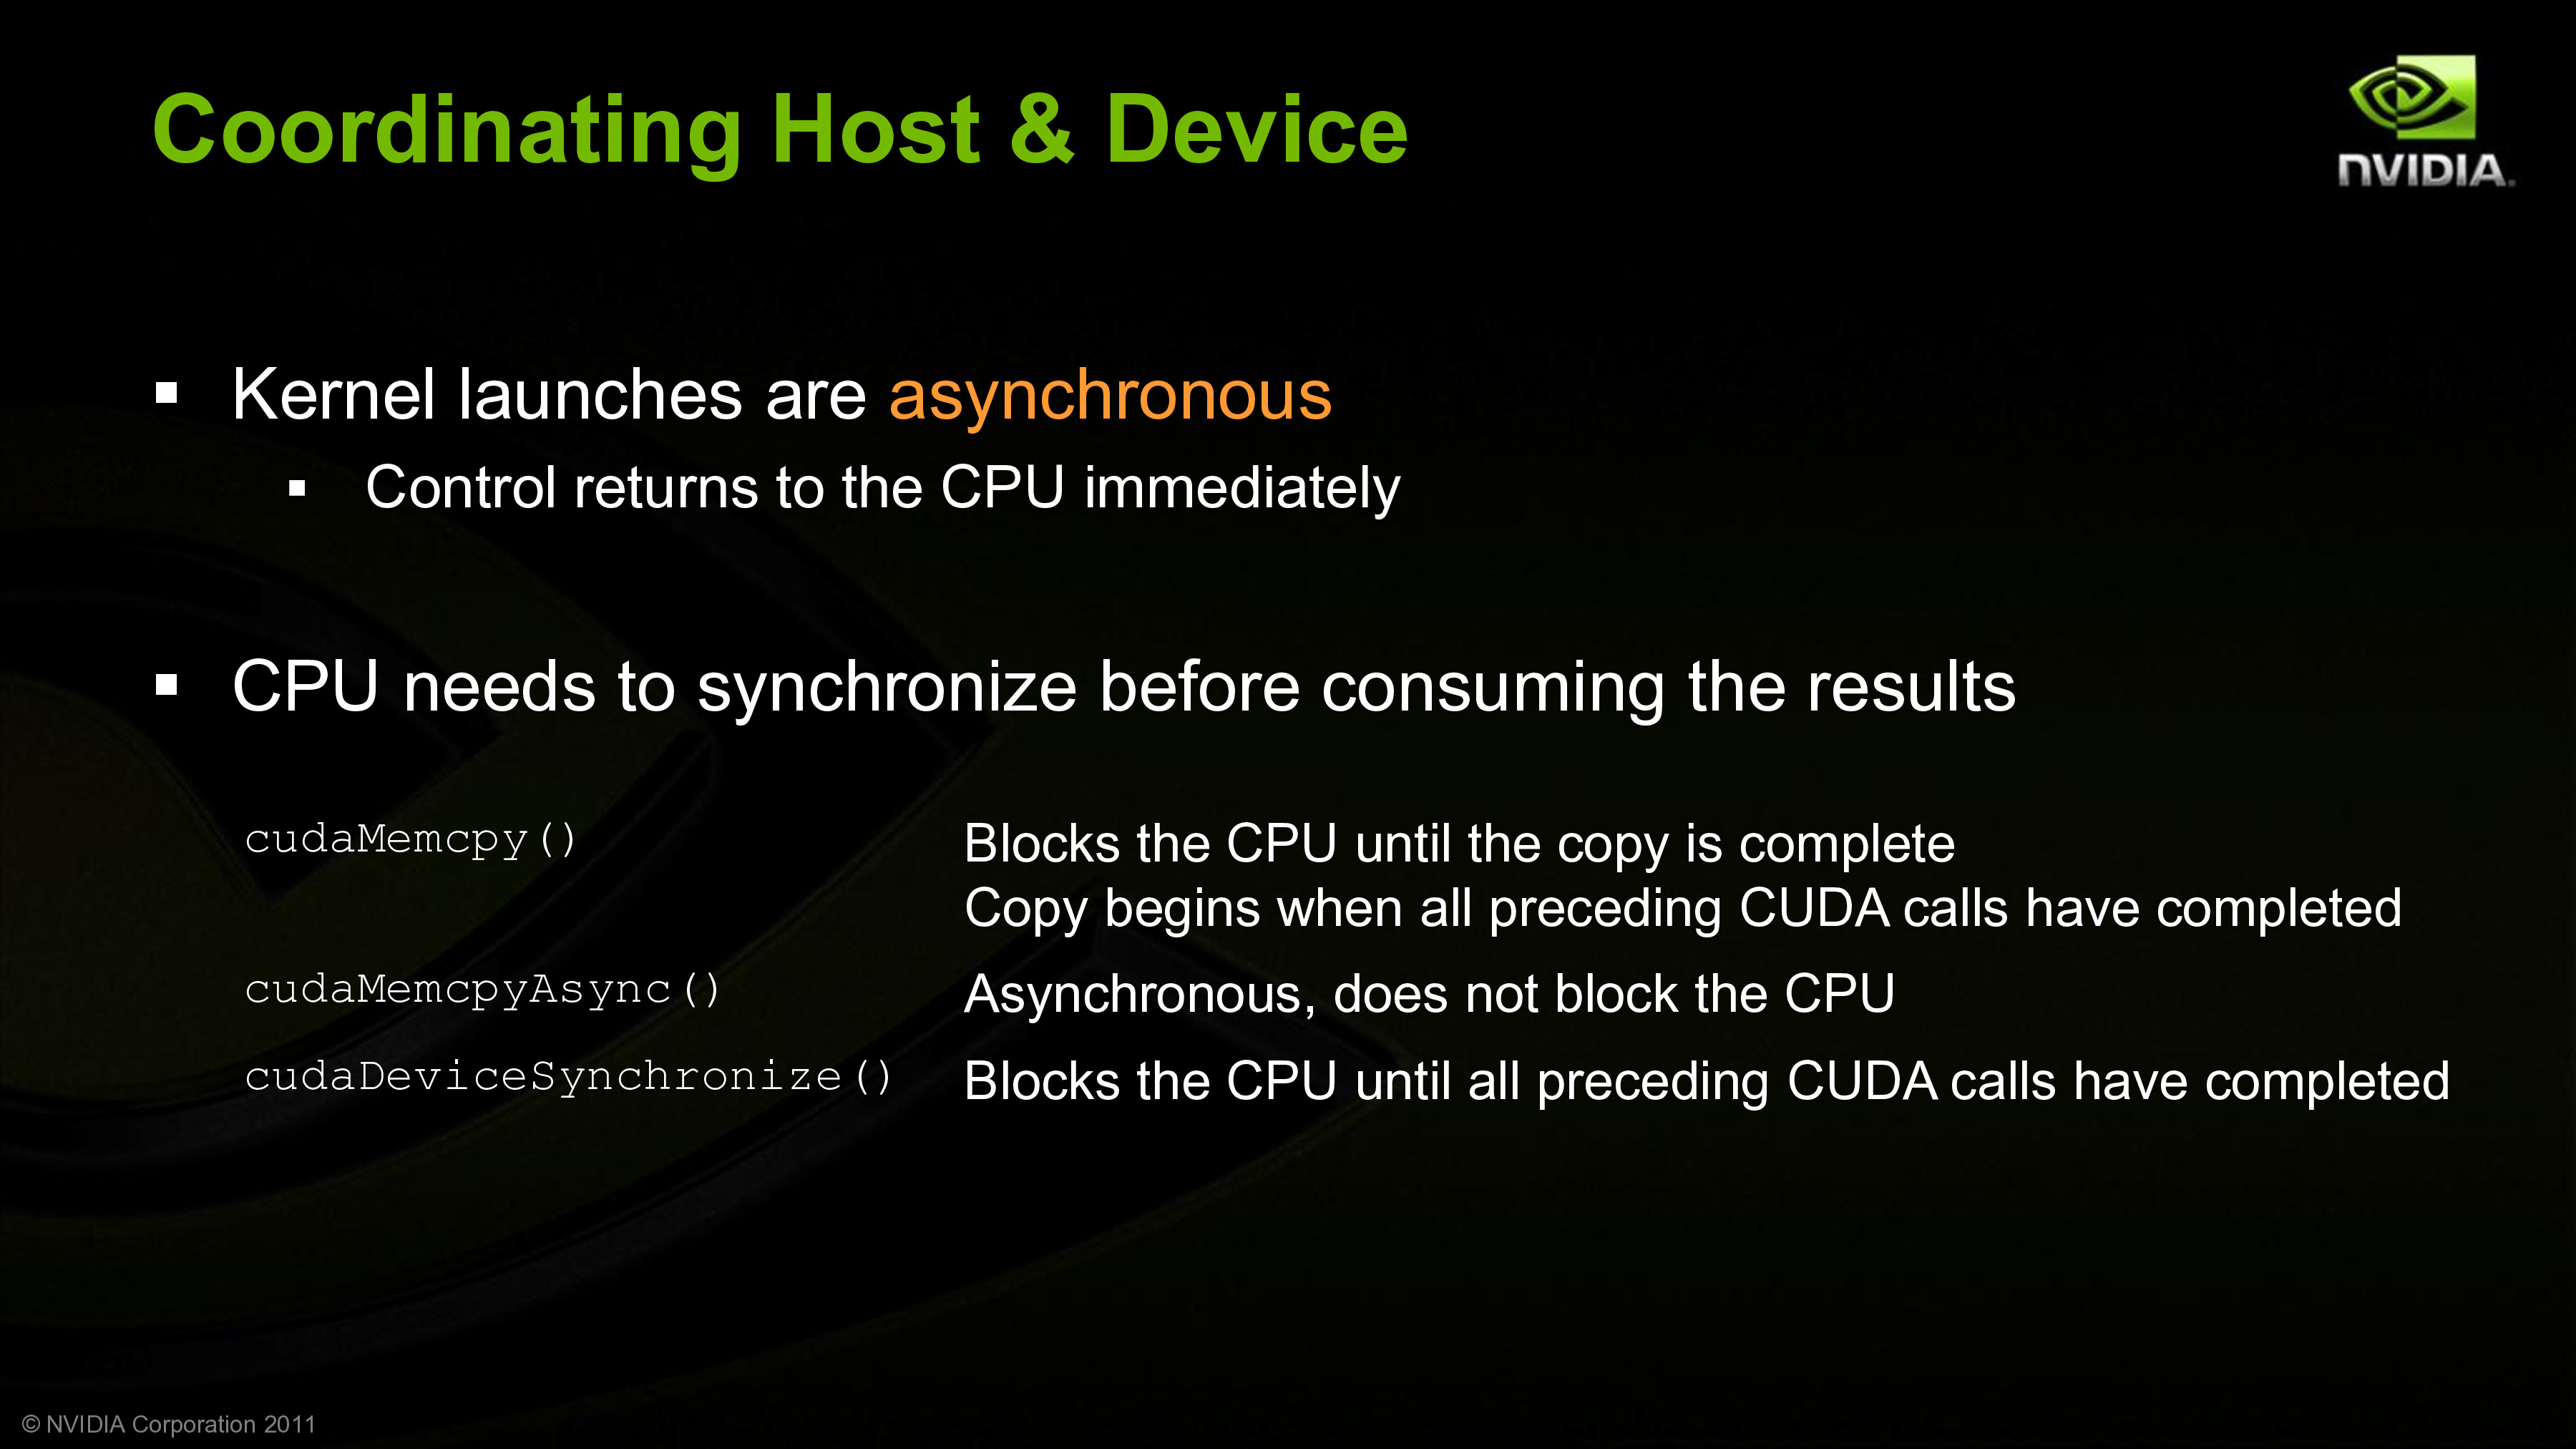 Coordinating Host & Device
NVIDIA.
▪ Kernel launches are asynchronous
▪ Control returns to the CPU immediately
▪ CPU needs to synchronize before consuming the results
cudaMemcpy() Blocks the CPU until the copy is complete
Copy begins when all preceding CUDA calls have completed
cudaMemcpyAsync() Asynchronous, does not block the CPU
cudaDeviceSynchronize() Blocks the CPU until all preceding CUDA calls have completed
© NVIDIA Corporation 2011